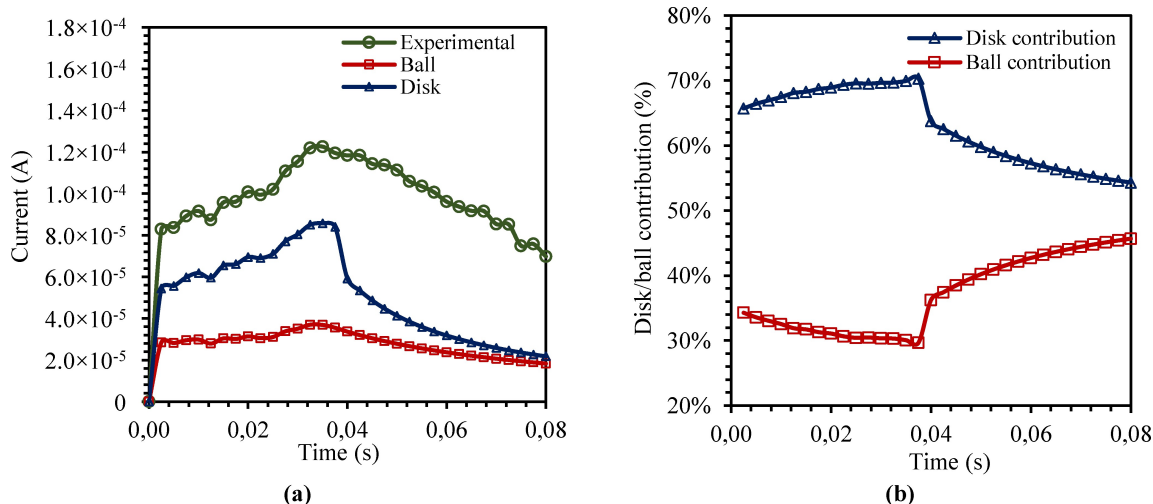 1.8×10⁻⁴
1.6×10⁻⁴
1.4×10⁻⁴
1.2×10⁻⁴
1.0×10⁻⁴
8.0×10⁻⁵
6.0×10⁻⁵
4.0×10⁻⁵
2.0×10⁻⁵
0
Current (A)
Experimental
Ball
Disk
0,00 0,02 0,04 0,06 0,08
Time (s)
(a)
80%
70%
60%
50%
40%
30%
20%
Disk/ball contribution (%)
Disk contribution
Ball contribution
0,00 0,02 0,04 0,06 0,08
Time (s)
(b)